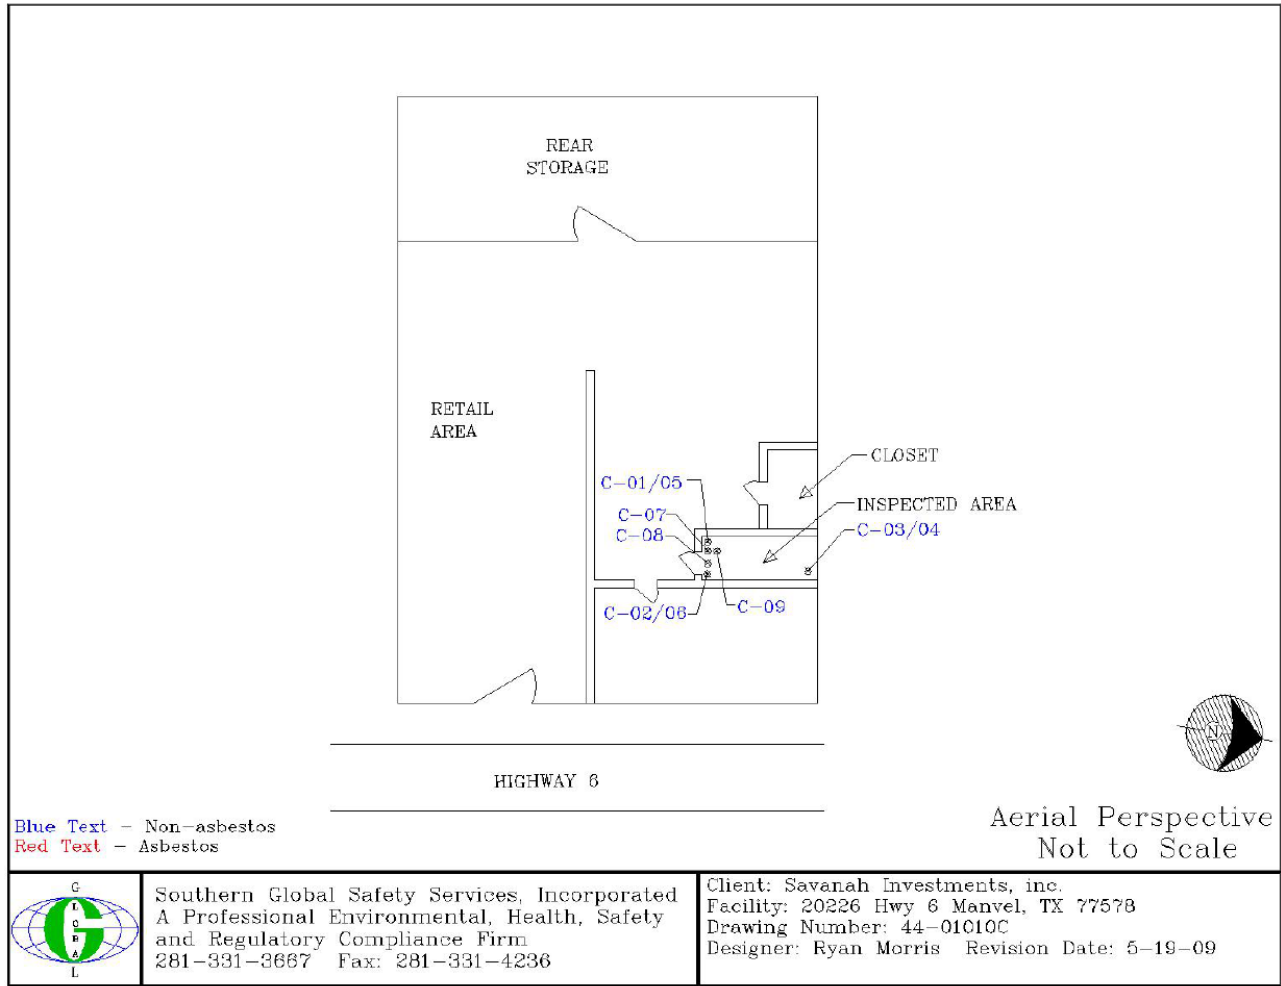 REAR
STORAGE
RETAIL
AREA
CLOSET
C-01/05
INSPECTED AREA
C-07
C-03/04
C-08
C-02/06
C-09
N
HIGHWAY 6
Blue Text - Non-asbestos
Red Text - Asbestos
Aerial Perspective
Not to Scale
G
L
O
B
A
L
G
Southern Global Safety Services, Incorporated
A Professional Environmental, Health, Safety
and Regulatory Compliance Firm
281-331-3667 Fax: 281-331-4236
Client: Savanah Investments, inc.
Facility: 20226 Hwy 6 Manvel, TX 77578
Drawing Number: 44-01010C
Designer: Ryan Morris Revision Date: 5-19-09